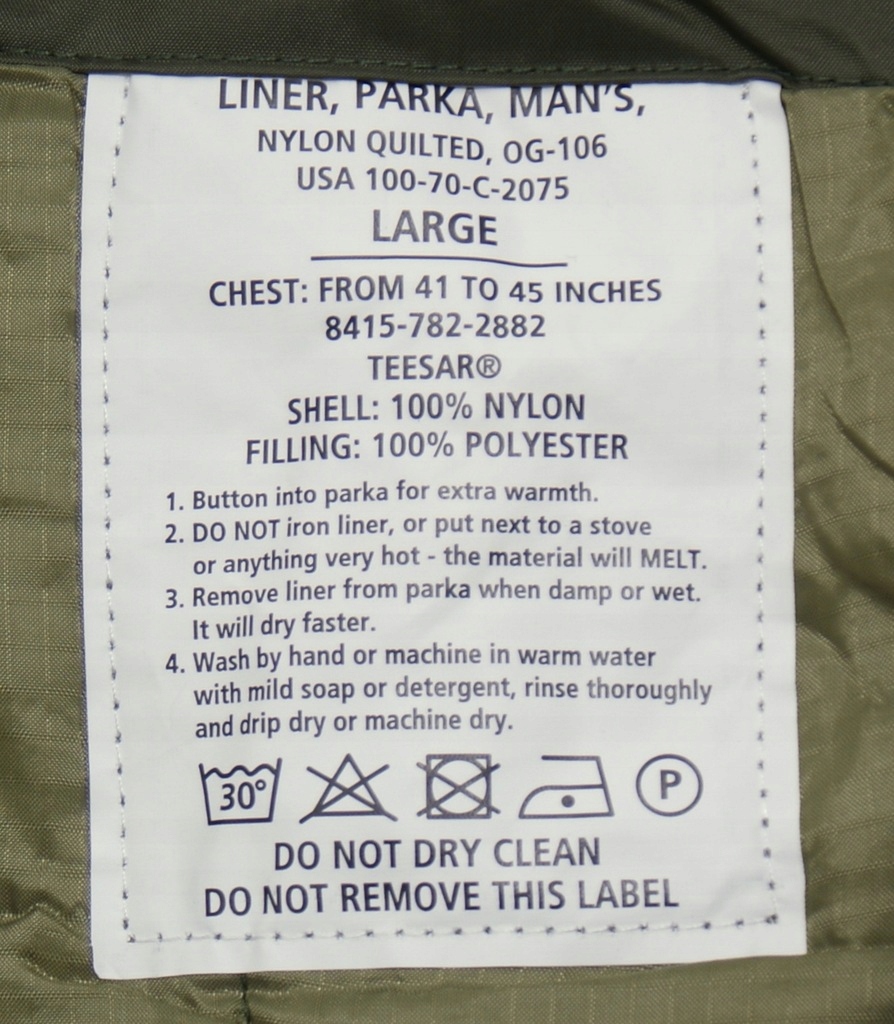 LINER, PARKA, MAN'S,
NYLON QUILTED, OG-106
USA 100-70-C-2075
LARGE
CHEST: FROM 41 TO 45 INCHES
8415-782-2882
TEESAR®
SHELL: 100% NYLON
FILLING: 100% POLYESTER
1. Button into parka for extra warmth.
2. DO NOT iron liner, or put next to a stove
or anything very hot - the material will MELT.
3. Remove liner from parka when damp or wet.
It will dry faster.
4. Wash by hand or machine in warm water
with mild soap or detergent, rinse thoroughly
and drip dry or machine dry.
30° P
DO NOT DRY CLEAN
DO NOT REMOVE THIS LABEL